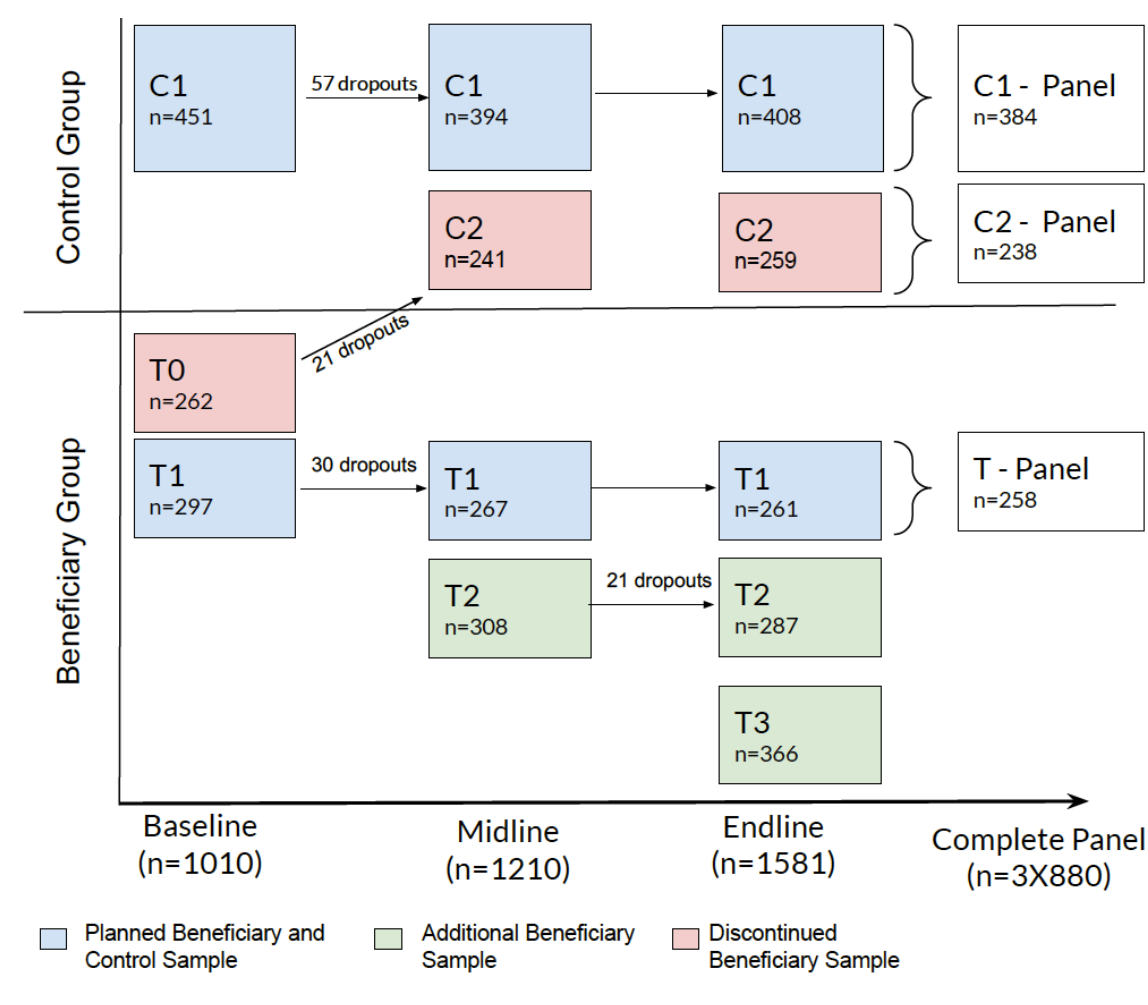 Control Group
C1
n=451
57 dropouts
C1
n=394
C1
n=408
C1 - Panel
n=384
C2
n=241
C2
n=259
C2 - Panel
n=238
21 dropouts
Beneficiary Group
T0
n=262
T1
n=297
30 dropouts
T1
n=267
T1
n=261
T - Panel
n=258
T2
n=308
21 dropouts
T2
n=287
T3
n=366
Baseline
(n=1010)
Midline
(n=1210)
Endline
(n=1581)
Complete Panel
(n=3X880)
Planned Beneficiary and
Control Sample
Additional Beneficiary
Sample
Discontinued
Beneficiary Sample